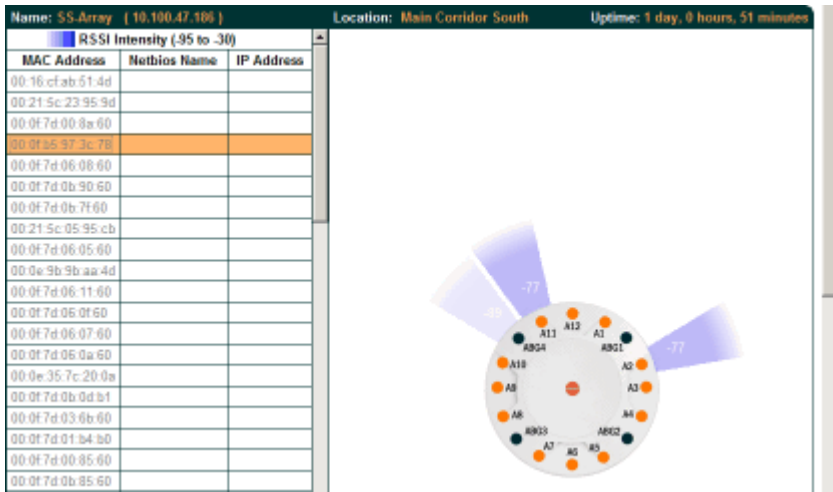 Name: SS-Array ( 10.100.47.186 ) Location: Main Corridor South Uptime: 1 day, 0 hours, 51 minutes
RSSI Intensity (-95 to -30)
MAC Address Netbios Name IP Address
00:16:cf:ab:51:4d
00:21:5c:23:95:9d
00:0f:7d:00:8a:60
00:0f:b5:97:3c:78
00:0f:7d:06:08:60
00:0f:7d:0b:90:60
00:0f:7d:0b:7f:60
00:21:5c:05:95:cb
00:0f:7d:06:05:60
00:0e:9b:9b:aa:4d
00:0f:7d:06:11:60
00:0f:7d:06:0f:60
00:0f:7d:06:07:60
00:0f:7d:06:0a:60
00:0e:35:7c:20:0a
00:0f:7d:0b:0d:b1
00:0f:7d:03:6b:60
00:0f:7d:01:b4:b0
00:0f:7d:00:85:60
00:0f:7d:0b:85:60
-77
-89
A12
A11 A1
ABG4 ABG1
-77
A10 A2
A9 A3
A8 A4
ABG3 ABG2
A7 A6 A5